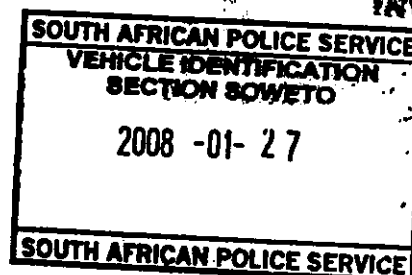 SOUTH AFRICAN POLICE SERVICE
VEHICLE IDENTIFICATION
SECTION SOWETO
2008 -01- 27
SOUTH AFRICAN POLICE SERVICE